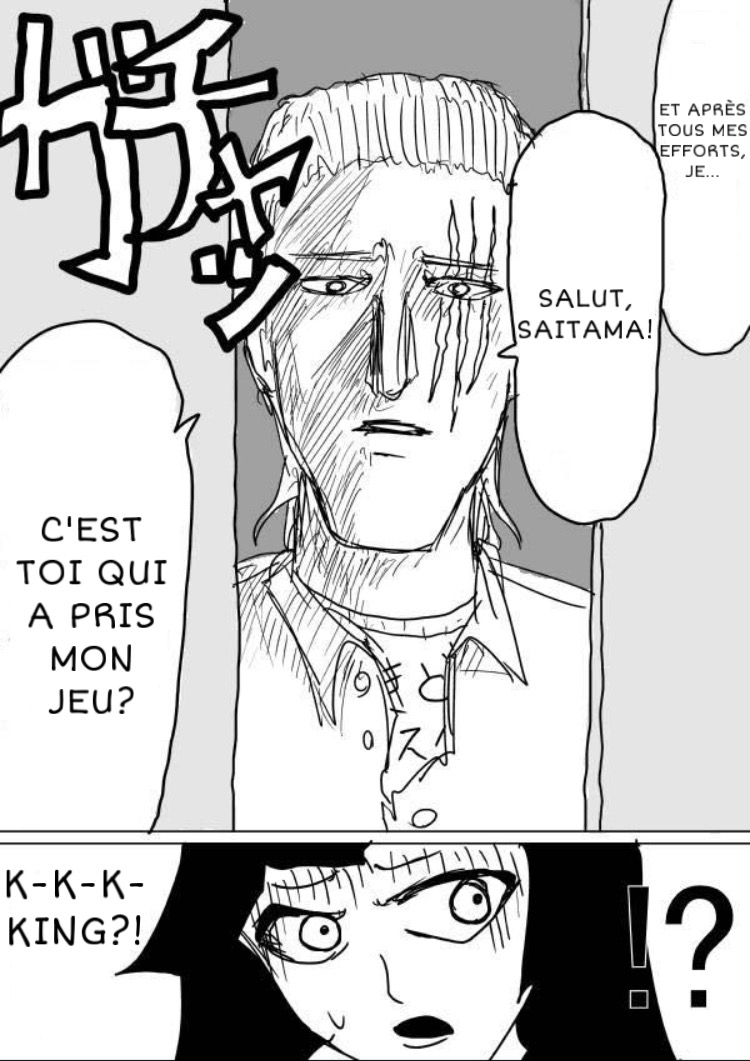 ET APRÈS
TOUS MES
EFFORTS,
JE...
SALUT,
SAITAMA!
ガチャッ
C'EST
TOI QUI
A PRIS
MON
JEU?
K-K-K-
KING?!
!?